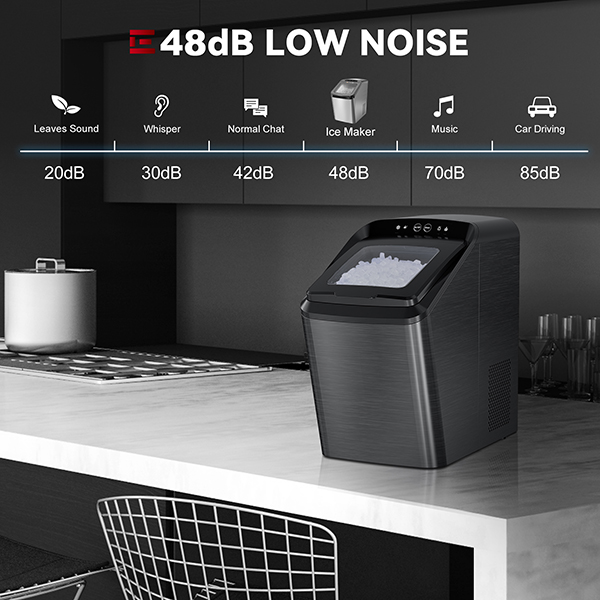 48dB LOW NOISE
Leaves Sound Whisper Normal Chat Ice Maker Music Car Driving
20dB 30dB 42dB 48dB 70dB 85dB